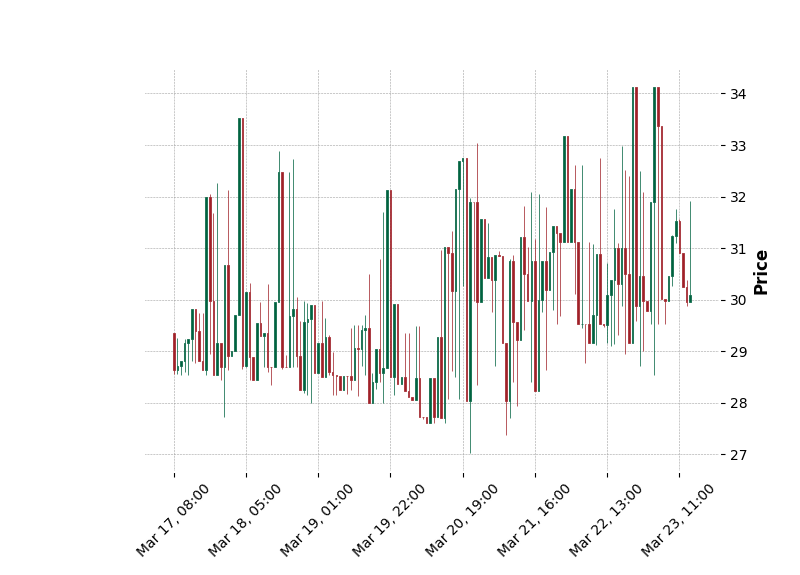 34
33
32
31
30
29
28
27
Price
Mar 17, 08:00
Mar 18, 05:00
Mar 19, 01:00
Mar 19, 22:00
Mar 20, 19:00
Mar 21, 16:00
Mar 22, 13:00
Mar 23, 11:00